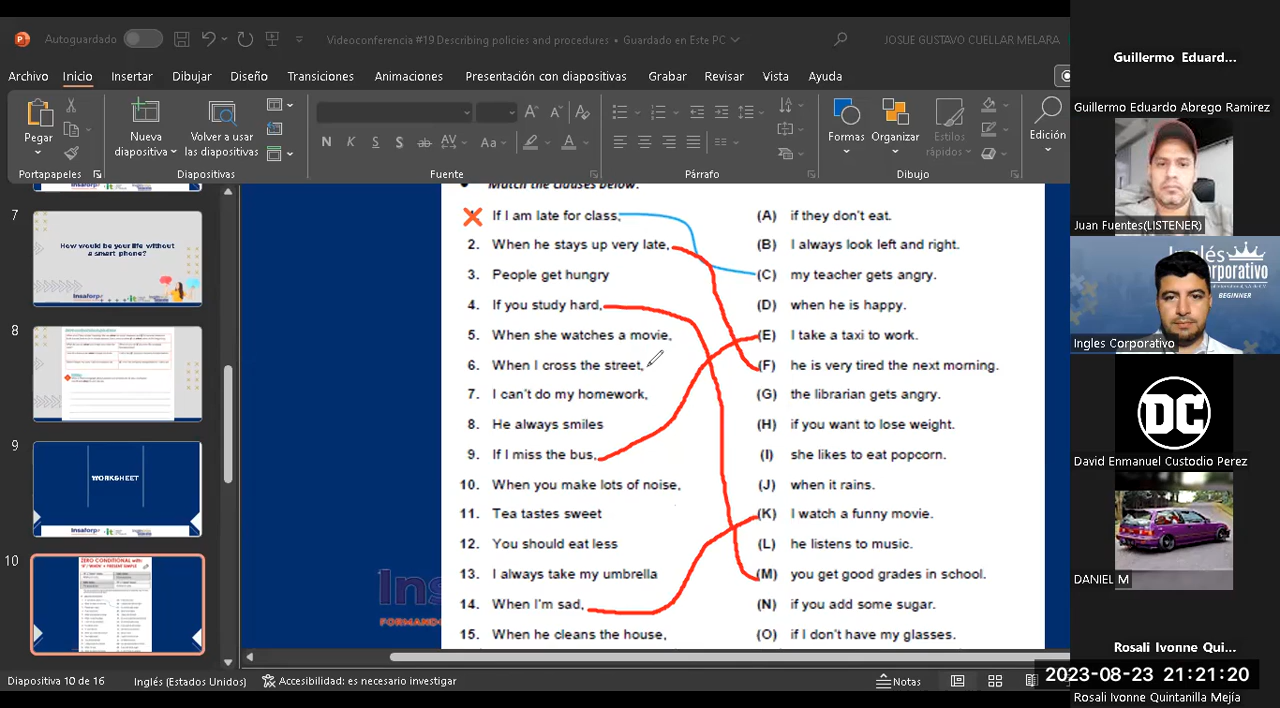 Autoguardado
Videoconferencia #19 Describing policies and procedures • Guardado en Este PC
JOSUE GUSTAVO CUELLAR MELARA
Archivo Inicio Insertar Dibujar Diseño Transiciones Animaciones Presentación con diapositivas Grabar Revisar Vista Ayuda
Pegar
Nueva diapositiva
Volver a usar las diapositivas
Formas
Organizar
Estilos rápidos
Edición
Portapapeles
Diapositivas
Fuente
Párrafo
Dibujo
7
How would be your life without
a smart phone?
8
9
WORKSHEET
10
Match the clauses below:
If I am late for class, (A) if they don't eat.
2. When he stays up very late, (B) I always look left and right.
3. People get hungry (C) my teacher gets angry.
4. If you study hard, (D) when he is happy.
5. When she watches a movie, (E) I take a taxi to work.
6. When I cross the street, (F) he is very tired the next morning.
7. I can't do my homework, (G) the librarian gets angry.
8. He always smiles (H) if you want to lose weight.
9. If I miss the bus, (I) she likes to eat popcorn.
10. When you make lots of noise, (J) when it rains.
11. Tea tastes sweet (K) I watch a funny movie.
12. You should eat less (L) he listens to music.
13. I always take my umbrella (M) you get good grades in school.
14. When I'm sad, (N) if you add some sugar.
15. When he cleans the house, (O) if I don't have my glasses.
Diapositiva 10 de 16
Inglés (Estados Unidos)
Accesibilidad: es necesario investigar
Notas
Guillermo Eduard...
Guillermo Eduardo Abrego Ramirez
Juan Fuentes(LISTENER)
Inglés
Corporativo
BEGINNER
Ingles Corporativo
DC
David Enmanuel Custodio Perez
DANIEL M
Rosali Ivonne Qui...
2023-08-23 21:21:20
Rosali Ivonne Quintanilla Mejía